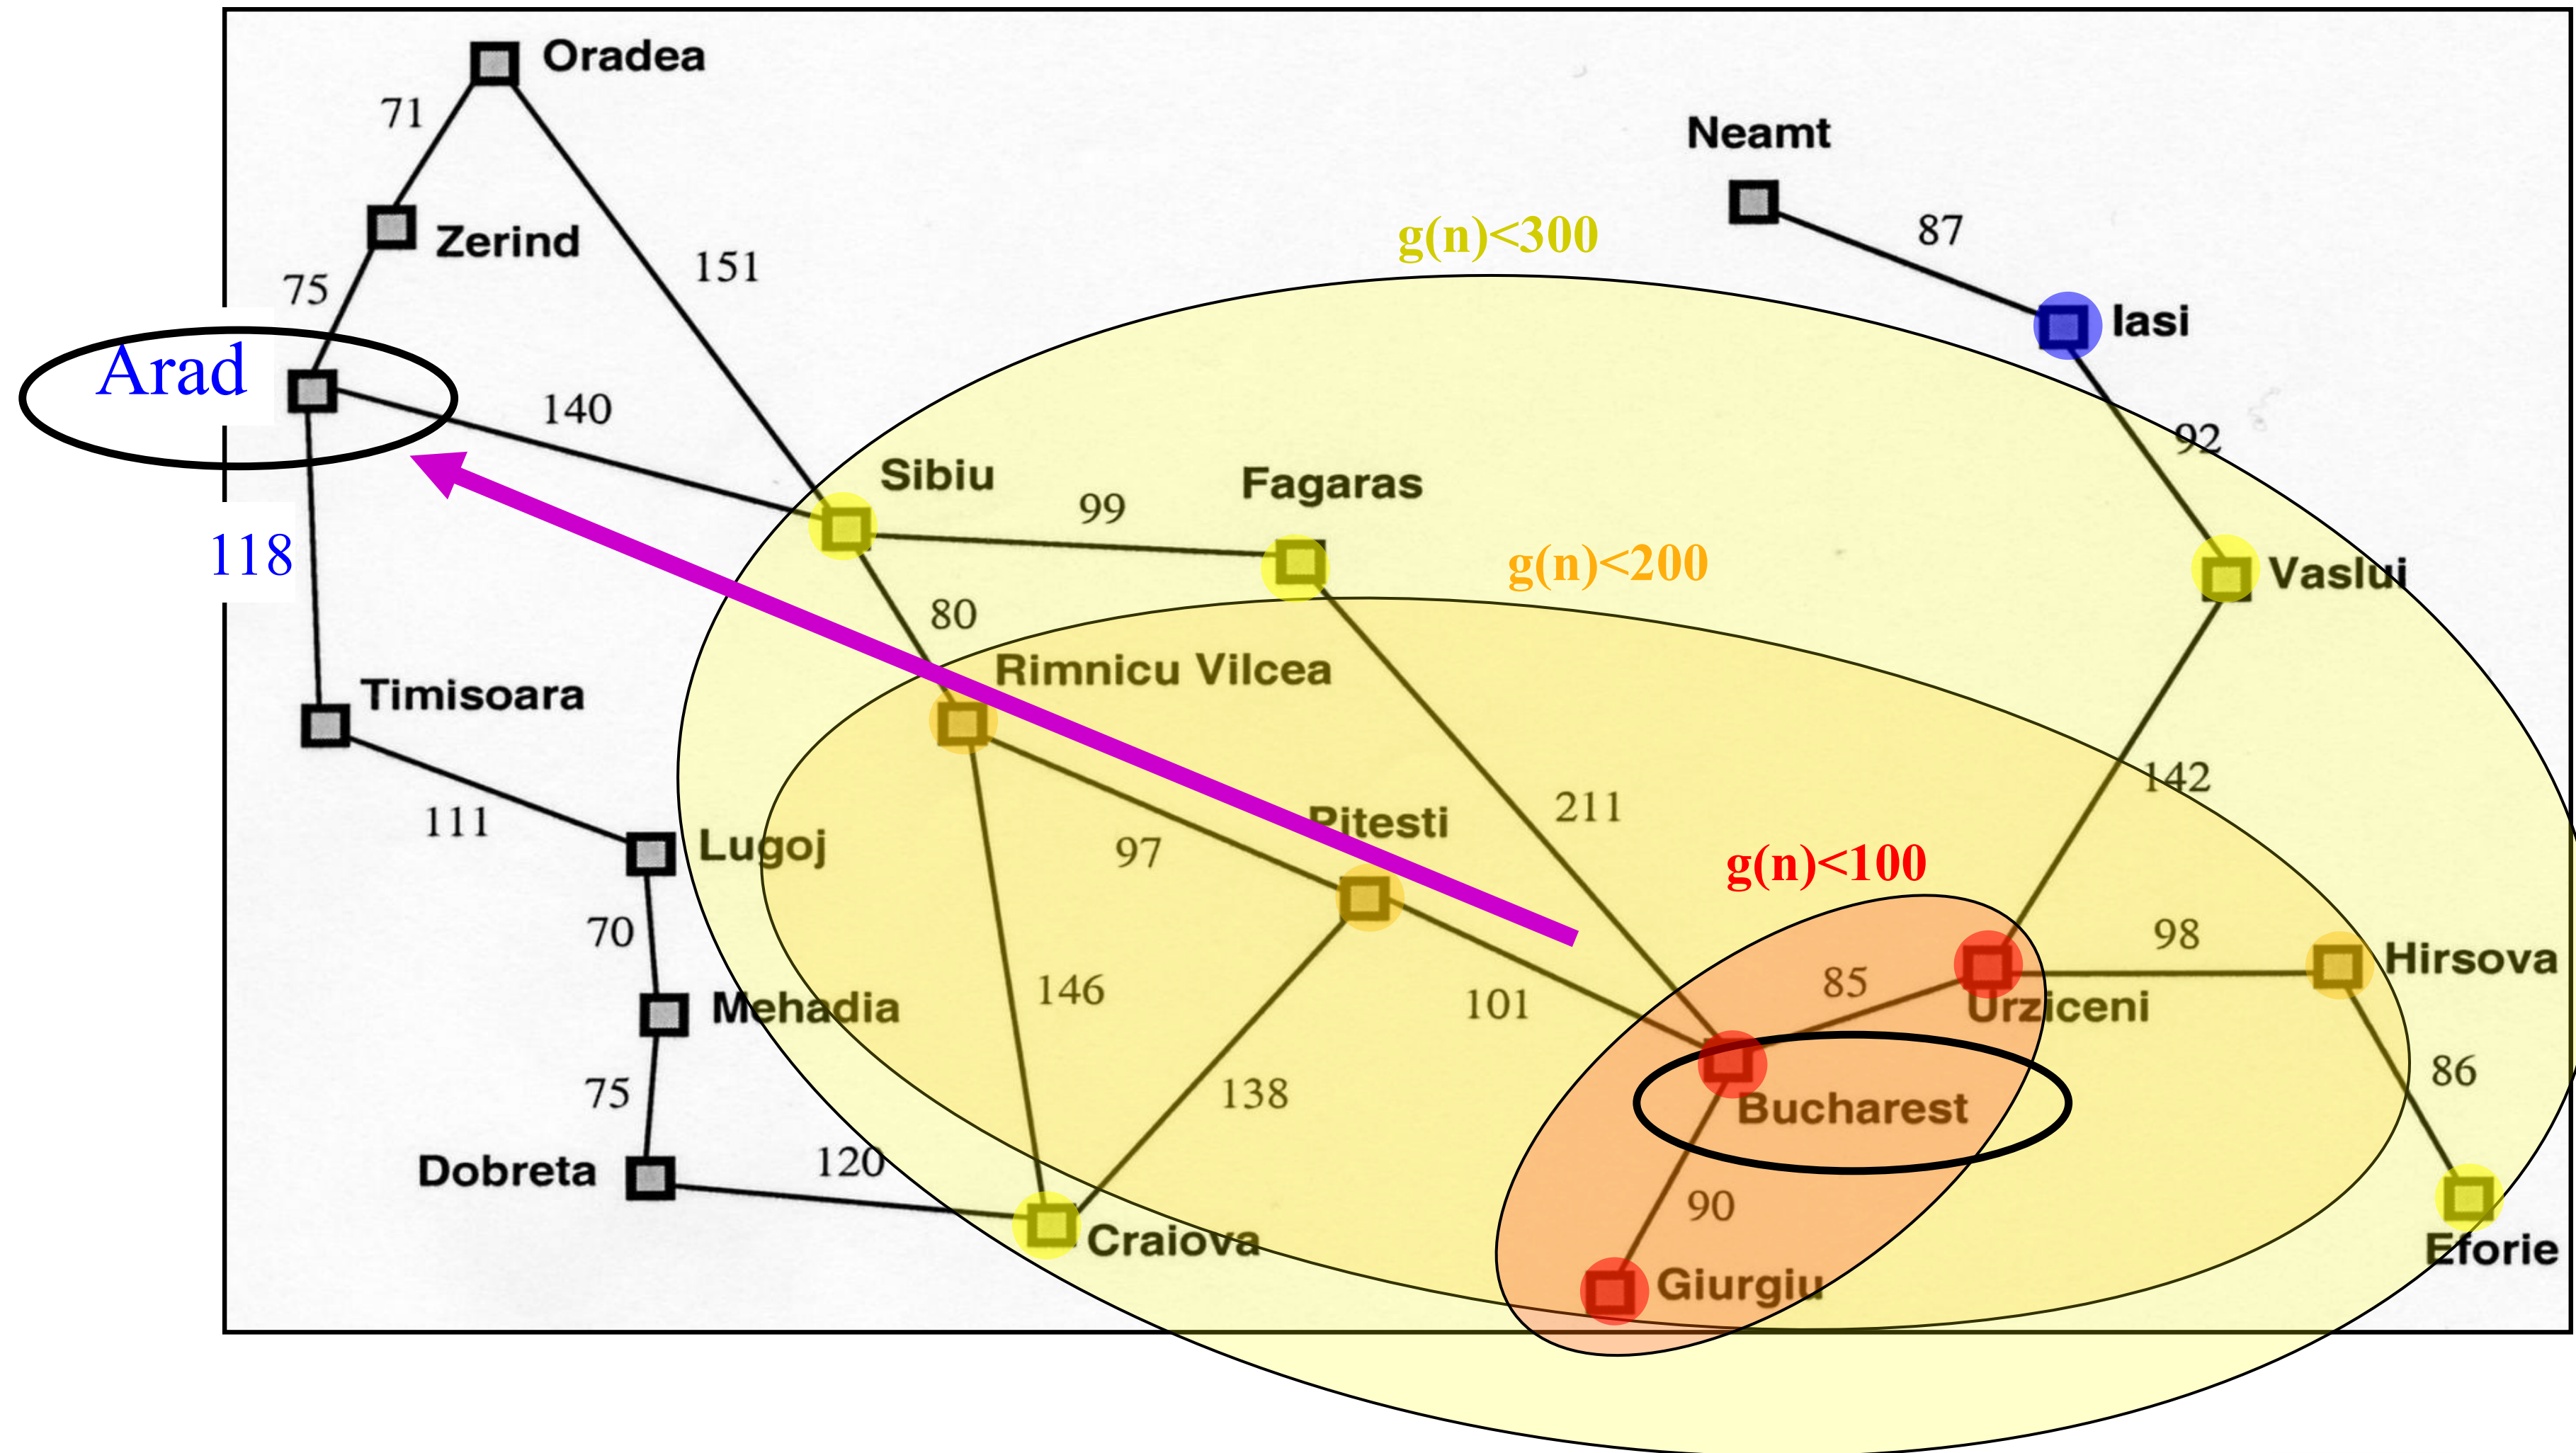 Oradea
71
Neamt
87
Zerind
g(n)<300
151
75
Iasi
Arad
140
92
Sibiu
Fagaras
99
118
g(n)<200
Vaslui
80
Rimnicu Vilcea
Timisoara
142
211
Pitesti
111
Lugoj
97
g(n)<100
70
98
Hirsova
146
85
101
Mehadia
Urziceni
86
75
138
Bucharest
120
Dobreta
90
Craiova
Eforie
Giurgiu